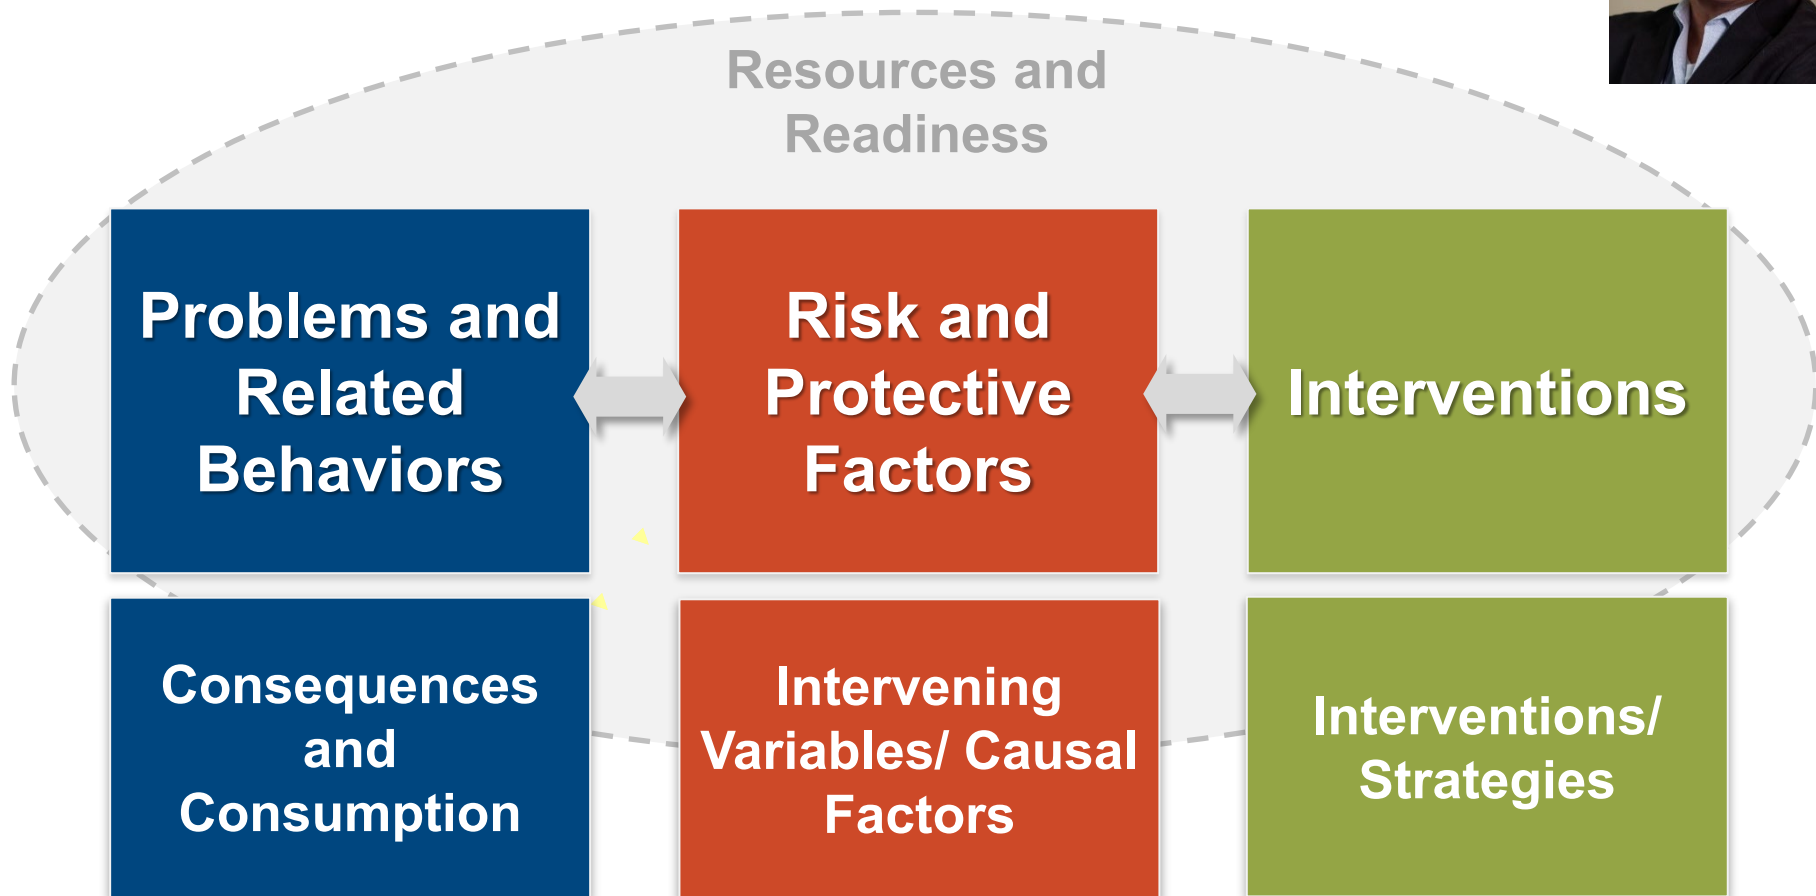 Resources and
Readiness
Problems and
Related
Behaviors
Risk and
Protective
Factors
Interventions
Consequences
and
Consumption
Intervening
Variables/ Causal
Factors
Interventions/
Strategies